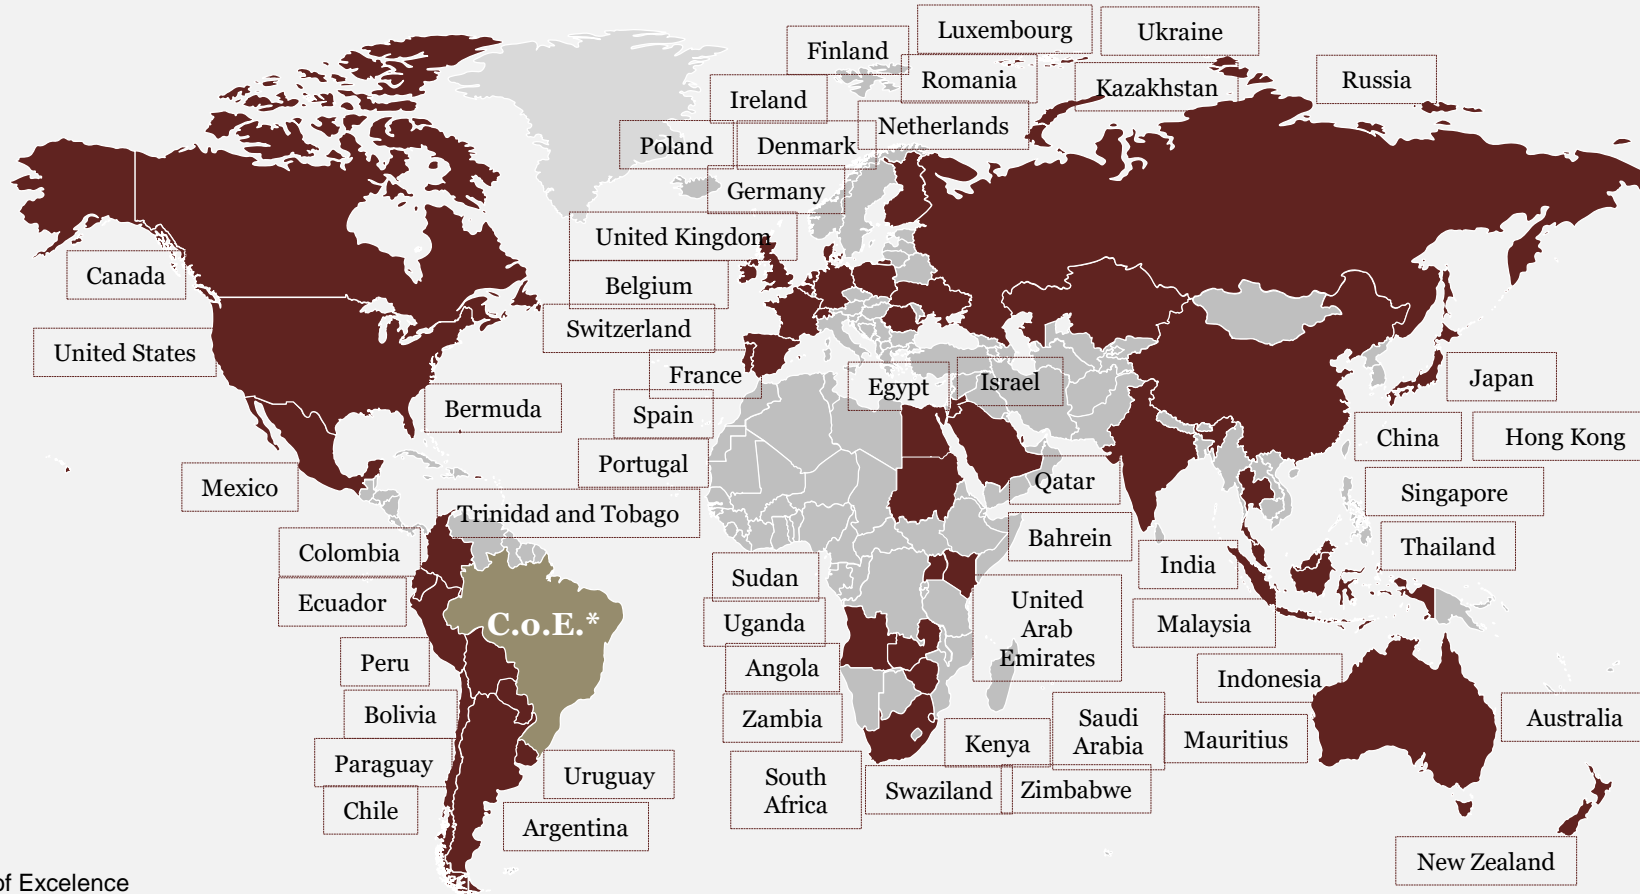 Luxembourg
Ukraine
Finland
Romania
Kazakhstan
Russia
Ireland
Netherlands
Poland
Denmark
Germany
United Kingdom
Canada
Belgium
Switzerland
United States
France
Egypt
Israel
Japan
Bermuda
Spain
China
Hong Kong
Portugal
Mexico
Qatar
Singapore
Trinidad and Tobago
Bahrein
Thailand
Colombia
India
Sudan
Ecuador
United
Arab
Emirates
C.o.E.*
Uganda
Malaysia
Peru
Angola
Indonesia
Bolivia
Zambia
Saudi
Arabia
Australia
Kenya
Mauritius
Paraguay
Uruguay
South
Africa
Swaziland
Zimbabwe
Chile
Argentina
New Zealand
of Excelence